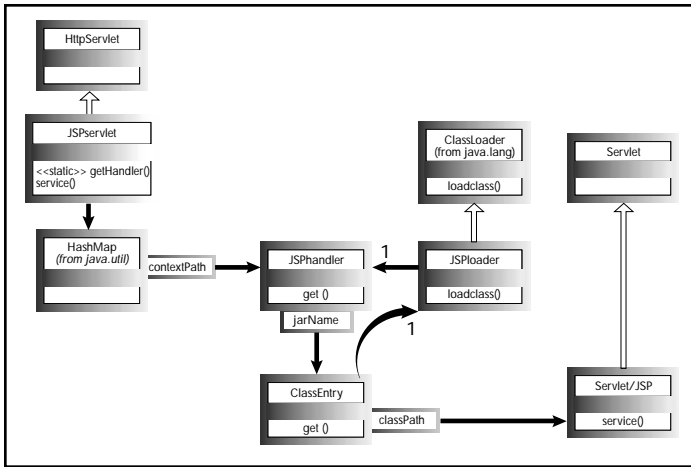 HttpServlet
JSPservlet
<<static>> getHandler()
service()
ClassLoader
(from java.lang)
loadclass()
Servlet
HashMap
(from java.util)
contextPath
JSPhandler
get ()
1
JSPloader
loadclass()
jarName
1
ClassEntry
get ()
classPath
Servlet/JSP
service()